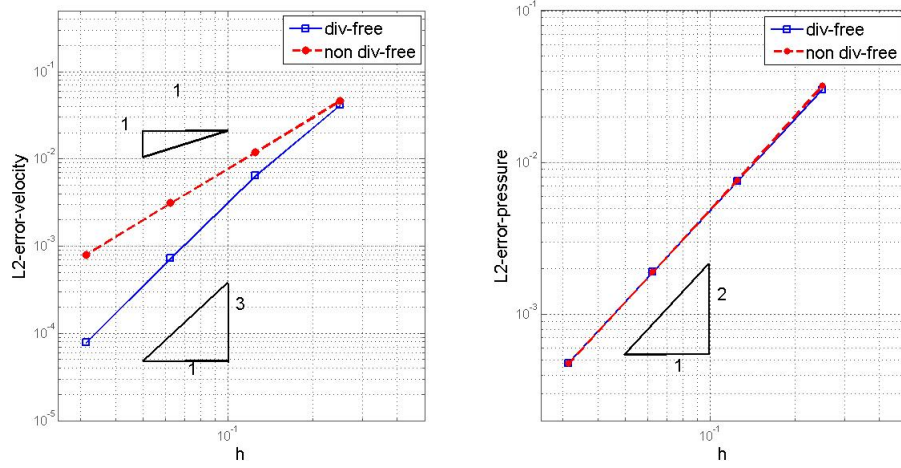 div-free
non div-free
10^-1
10^-2
10^-3
10^-4
10^-5
L2-error-velocity
1
1
3
1
10^-1
h
div-free
non div-free
10^-1
10^-2
10^-3
L2-error-pressure
2
1
10^-1
h